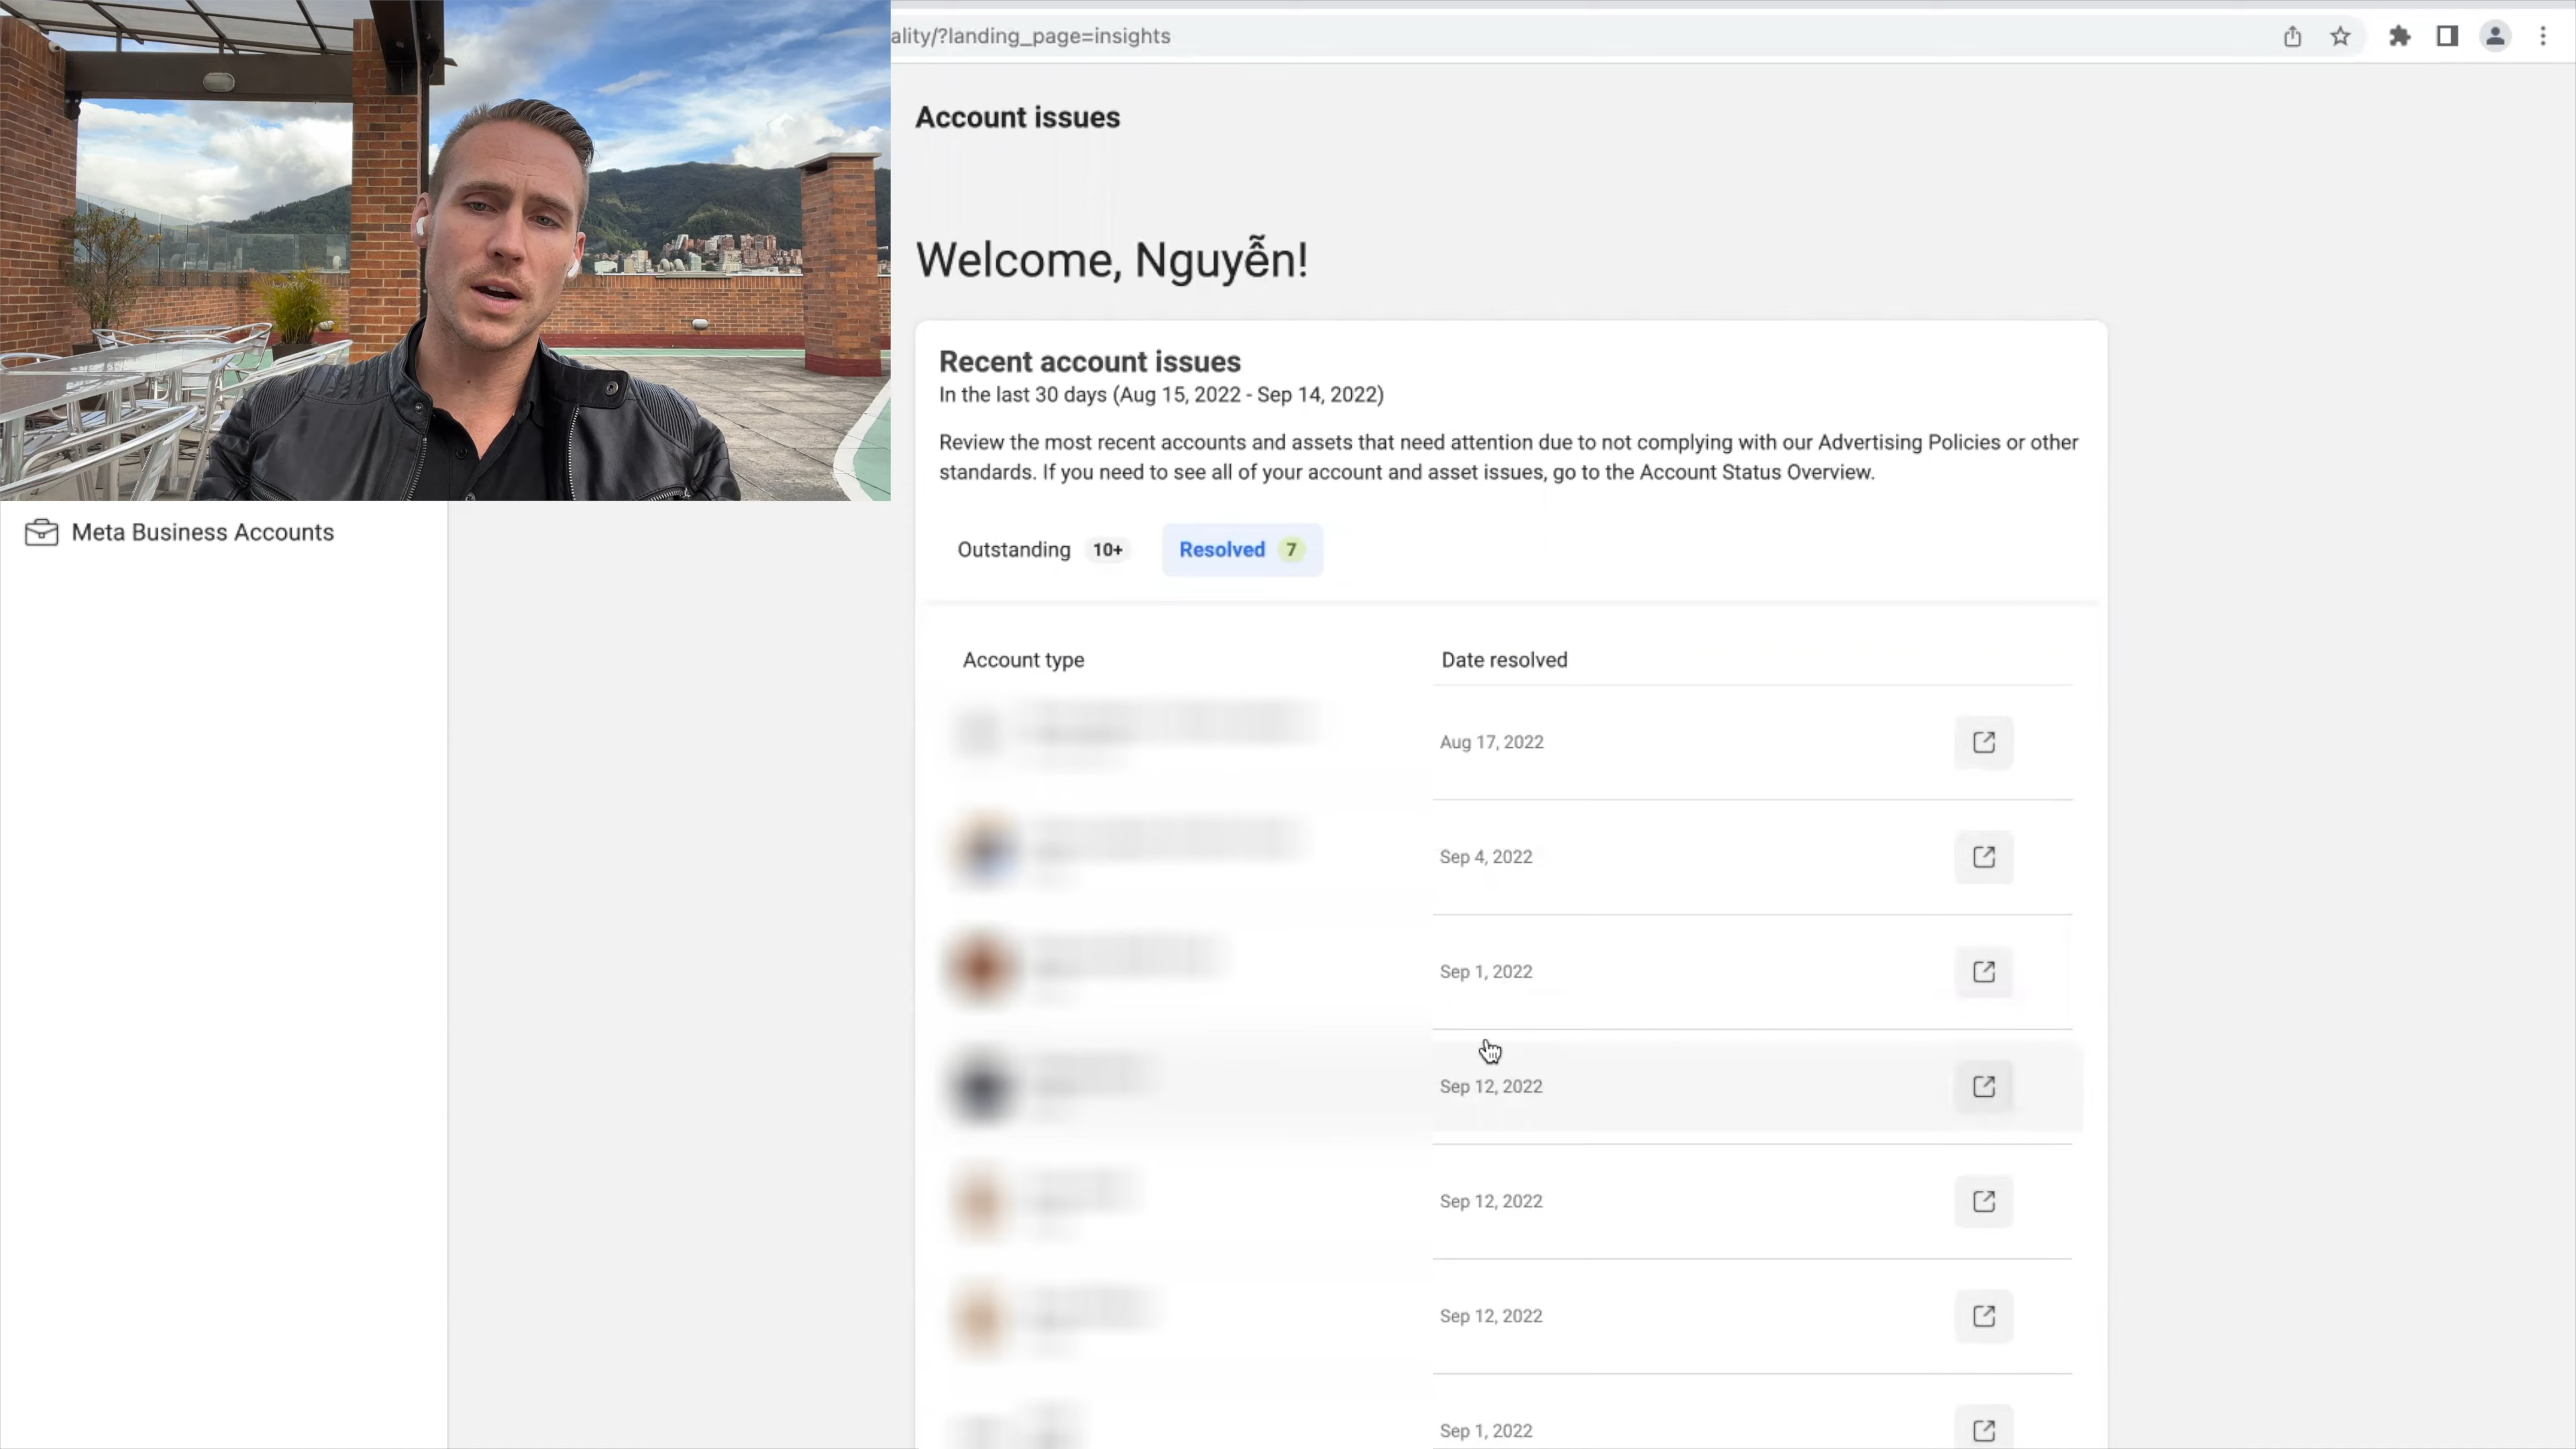 ality/?landing_page=insights
Account issues
Welcome, Nguyễn!
Recent account issues
In the last 30 days (Aug 15, 2022 - Sep 14, 2022)
Review the most recent accounts and assets that need attention due to not complying with our Advertising Policies or other
standards. If you need to see all of your account and asset issues, go to the Account Status Overview.
Meta Business Accounts
Outstanding 10+ Resolved 7
Account type Date resolved
Aug 17, 2022
Sep 4, 2022
Sep 1, 2022
Sep 12, 2022
Sep 12, 2022
Sep 12, 2022
Sep 1, 2022